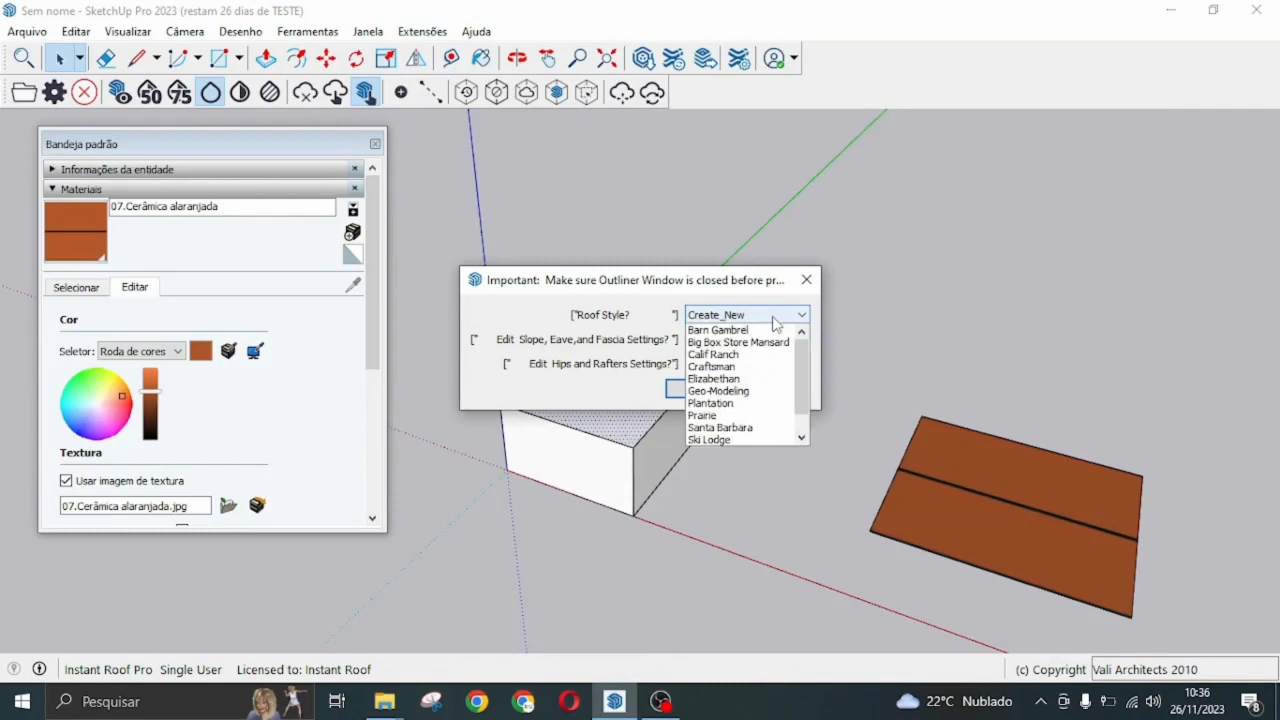 Sem nome - SketchUp Pro 2023 (restam 26 dias de TESTE)
Arquivo Editar Visualizar Câmera Desenho Ferramentas Janela Extensões Ajuda
50 75
Bandeja padrão
Informações da entidade
Materiais
07.Cerâmica alaranjada
Selecionar Editar
Cor
Seletor: Roda de cores
Textura
Usar imagem de textura
07.Cerâmica alaranjada.jpg
Important: Make sure Outliner Window is closed before pr...
["Roof Style? "] Create_New
[" Edit Slope, Eave,and Fascia Settings? "]
[" Edit Hips and Rafters Settings?"]
Barn Gambrel
Big Box Store Mansard
Calif Ranch
Craftsman
Elizabethan
Geo-Modeling
Plantation
Prairie
Santa Barbara
Ski Lodge
Instant Roof Pro Single User Licensed to: Instant Roof (c) Copyright Vali Architects 2010
Pesquisar 22°C Nublado 10:36
26/11/2023 8